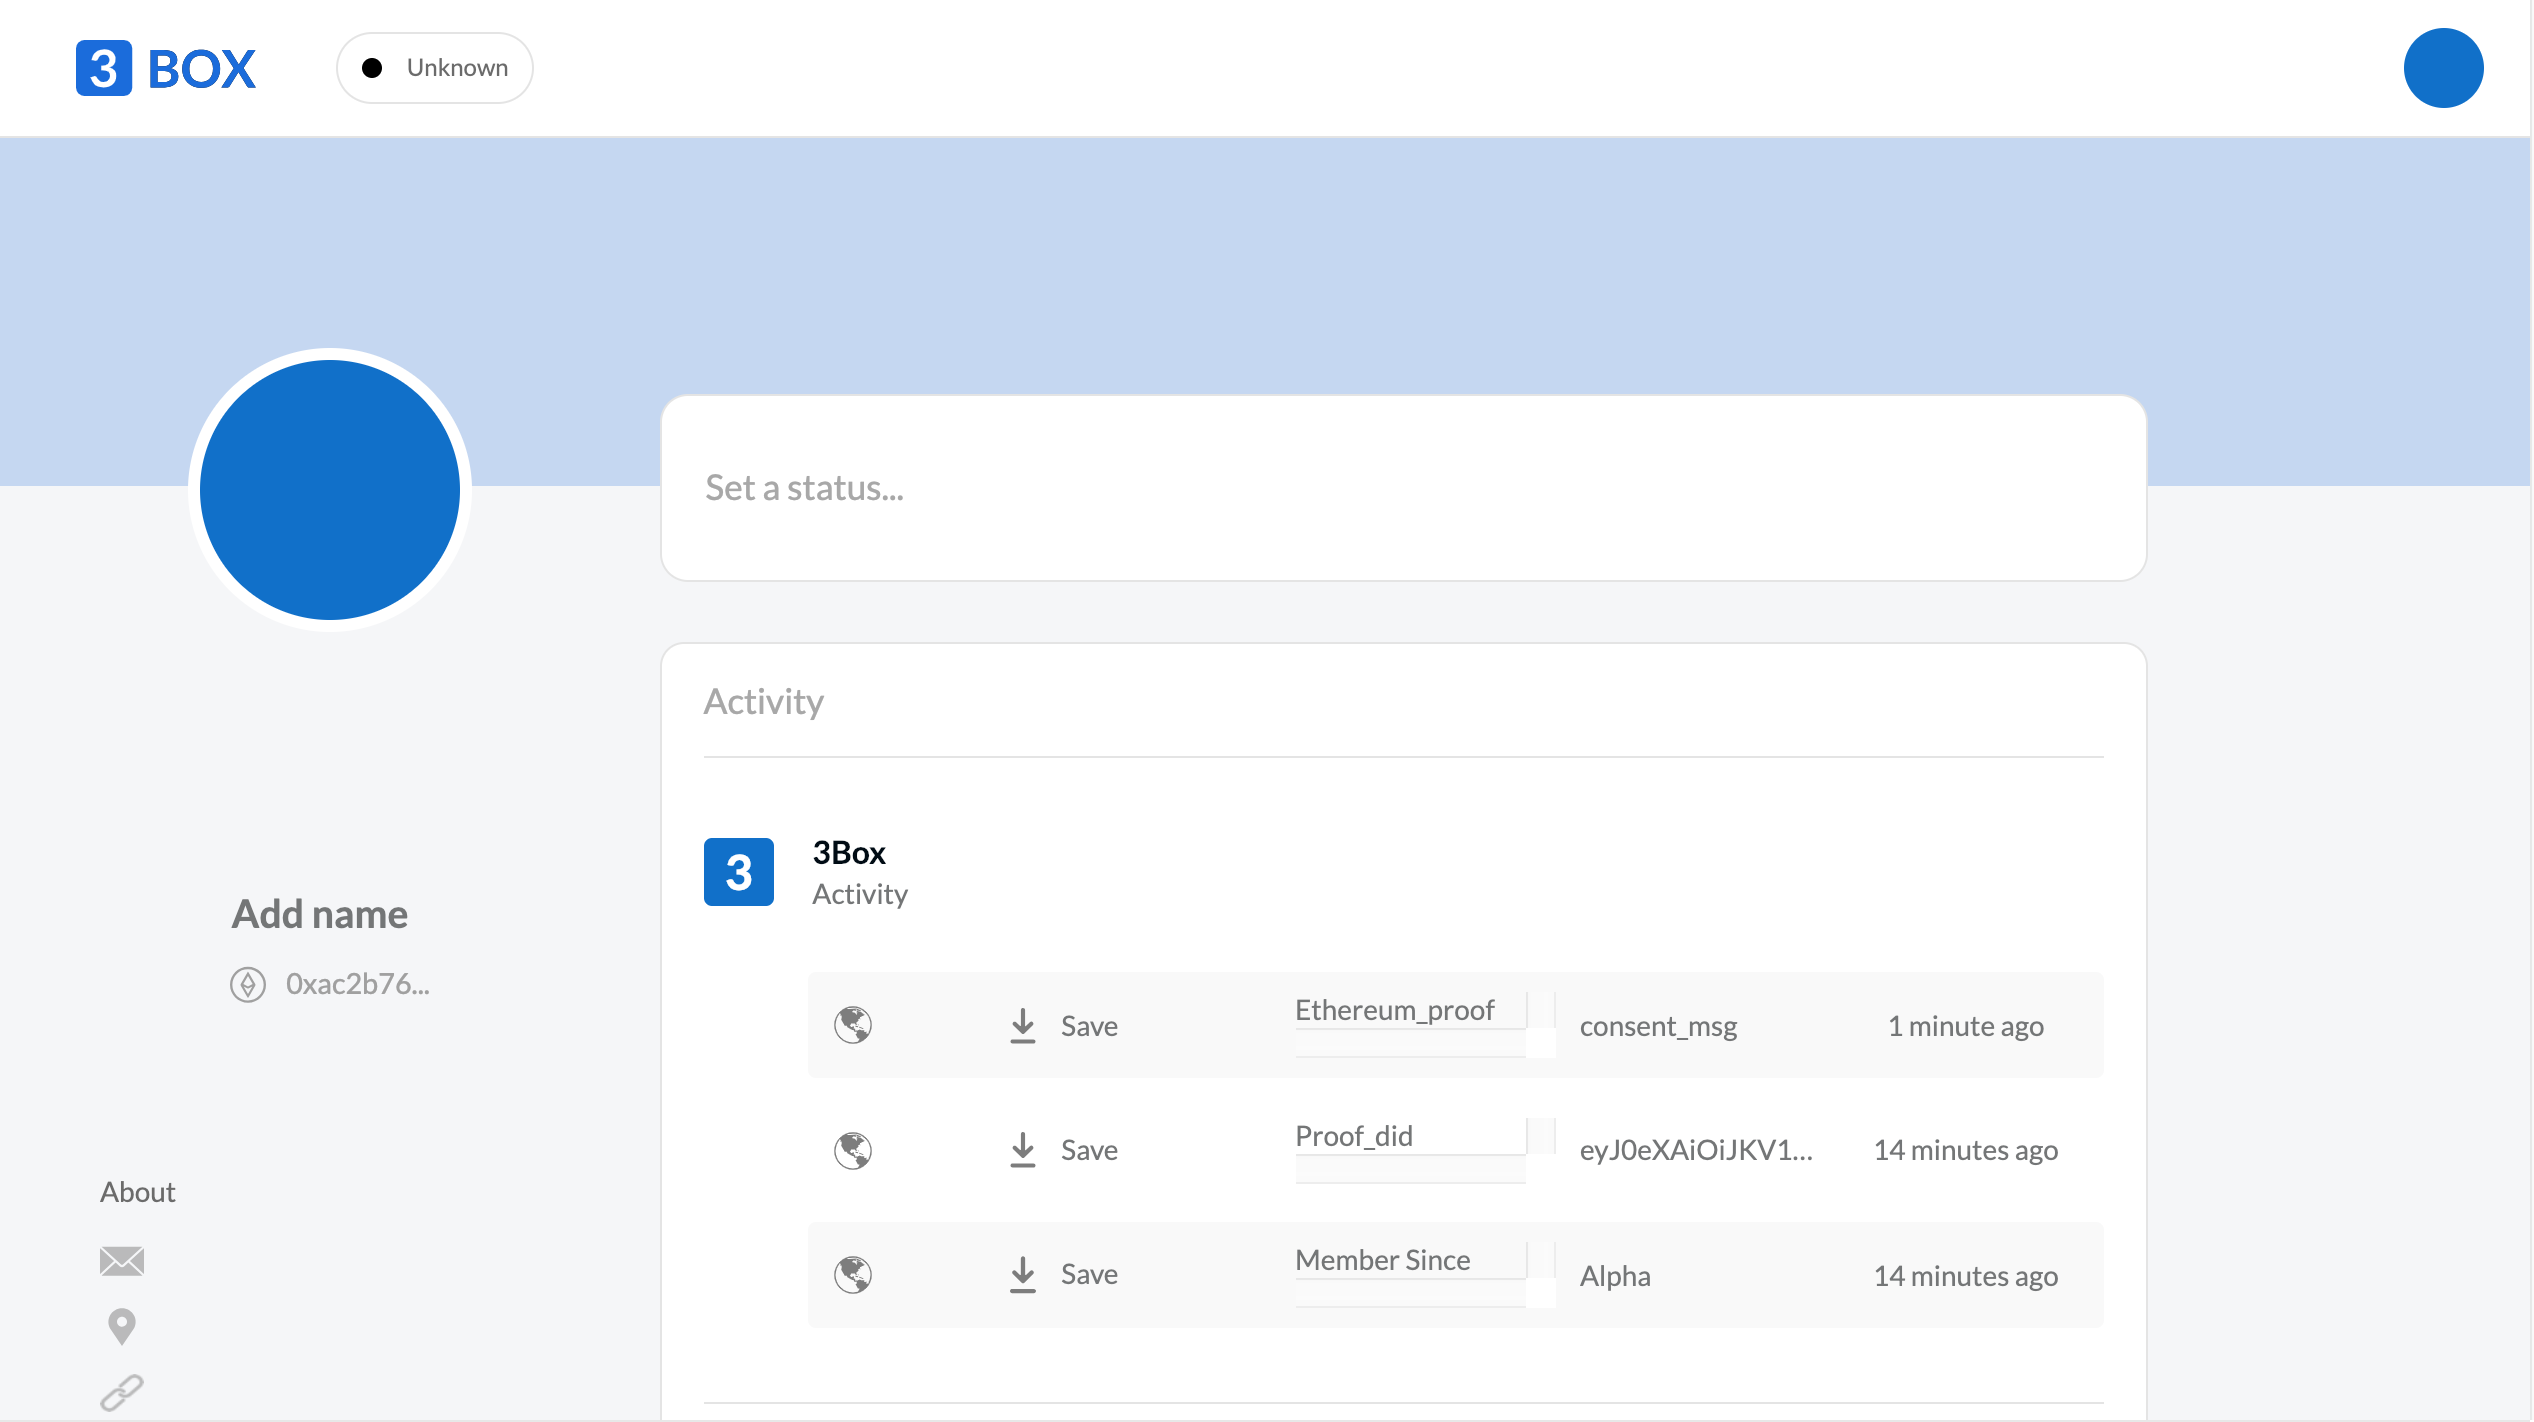 3 BOX
Unknown
Set a status...
Activity
3
3Box
Activity
Add name
0xac2b76...
Save Ethereum_proof consent_msg 1 minute ago
Save Proof_did eyJ0eXAiOiJKV1... 14 minutes ago
Save Member Since Alpha 14 minutes ago
About